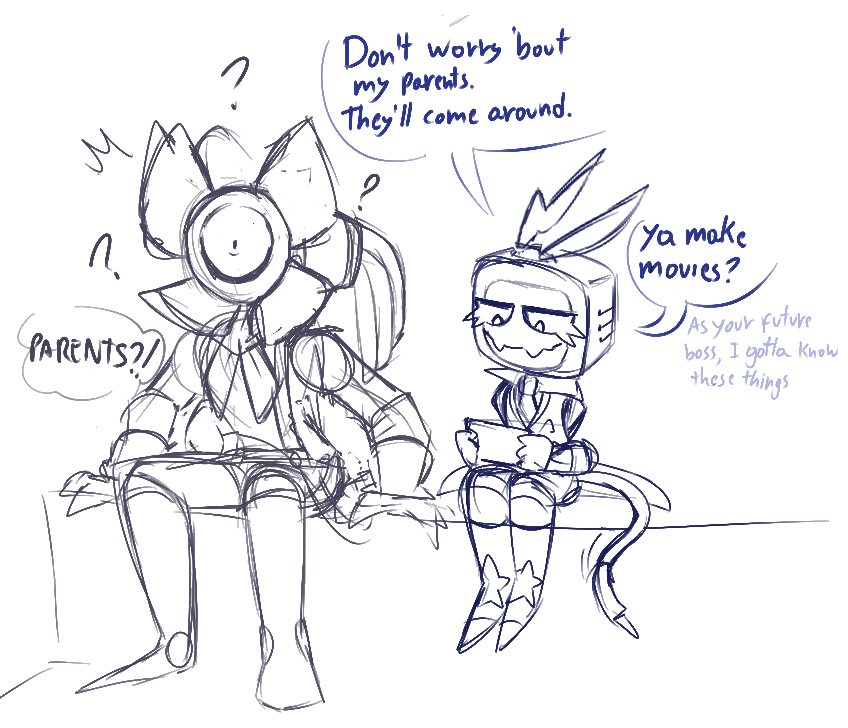 Don't worry 'bout
my parents.
They'll come around.
?
?
?
PARENTS?!
Ya make
movies?
As your future
boss, I gotta know
these things